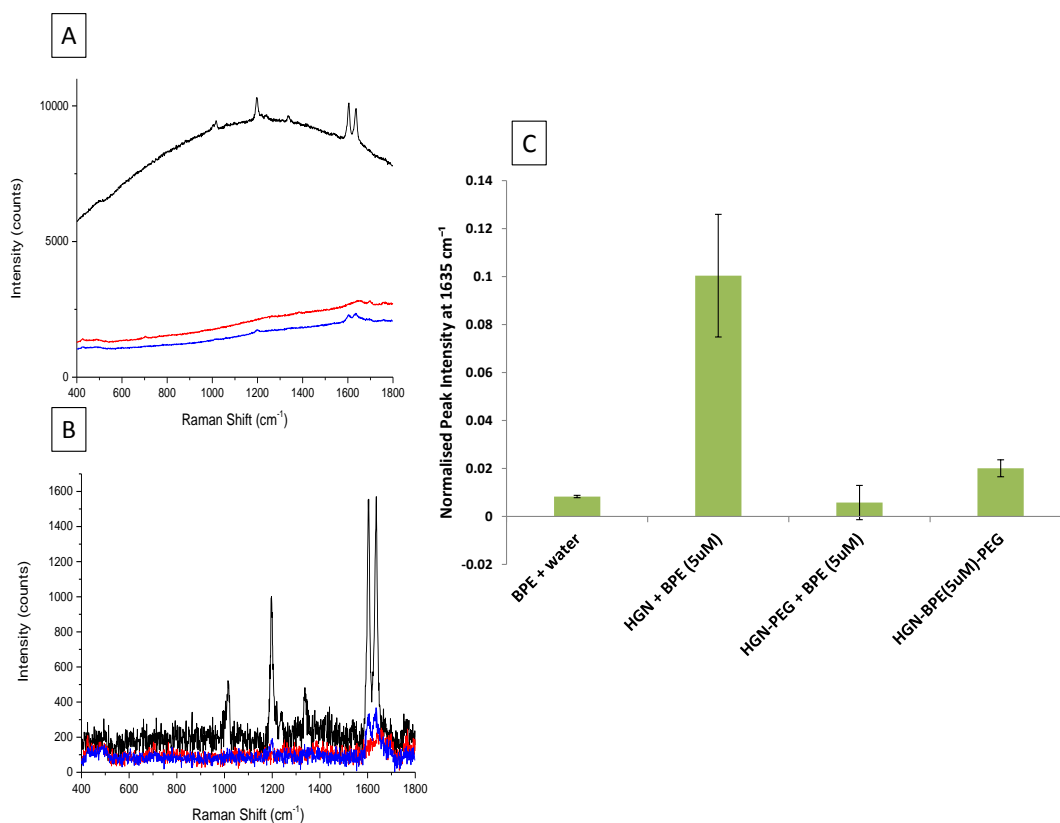 A
10000
5000
0
Intensity (counts)
400 600 800 1000 1200 1400 1600 1800
Raman Shift (cm-1)
B
1600
1400
1200
1000
800
600
400
200
0
Intensity (counts)
400 600 800 1000 1200 1400 1600 1800
Raman Shift (cm-1)
C
Normalised Peak Intensity at 1635 cm⁻¹
0.14
0.12
0.1
0.08
0.06
0.04
0.02
0
-0.02
BPE + water
HGN + BPE (5uM)
HGN-PEG + BPE (5uM)
HGN-BPE(5uM)-PEG